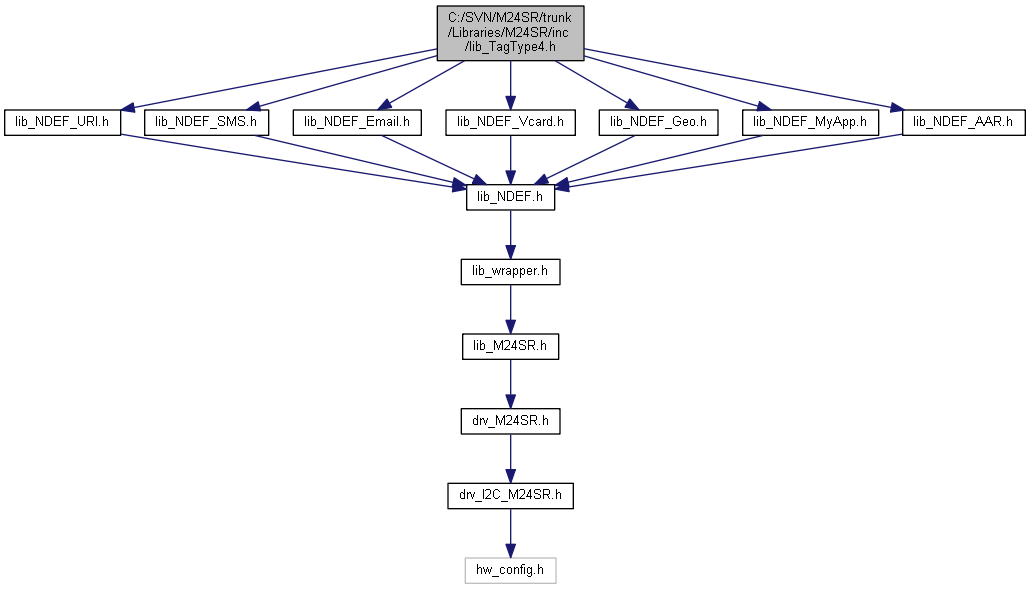 C:/SVN/M24SR/trunk
/Libraries/M24SR/inc
/lib_TagType4.h
lib_NDEF_URI.h
lib_NDEF_SMS.h
lib_NDEF_Email.h
lib_NDEF_Vcard.h
lib_NDEF_Geo.h
lib_NDEF_MyApp.h
lib_NDEF_AAR.h
lib_NDEF.h
lib_wrapper.h
lib_M24SR.h
drv_M24SR.h
drv_I2C_M24SR.h
hw_config.h